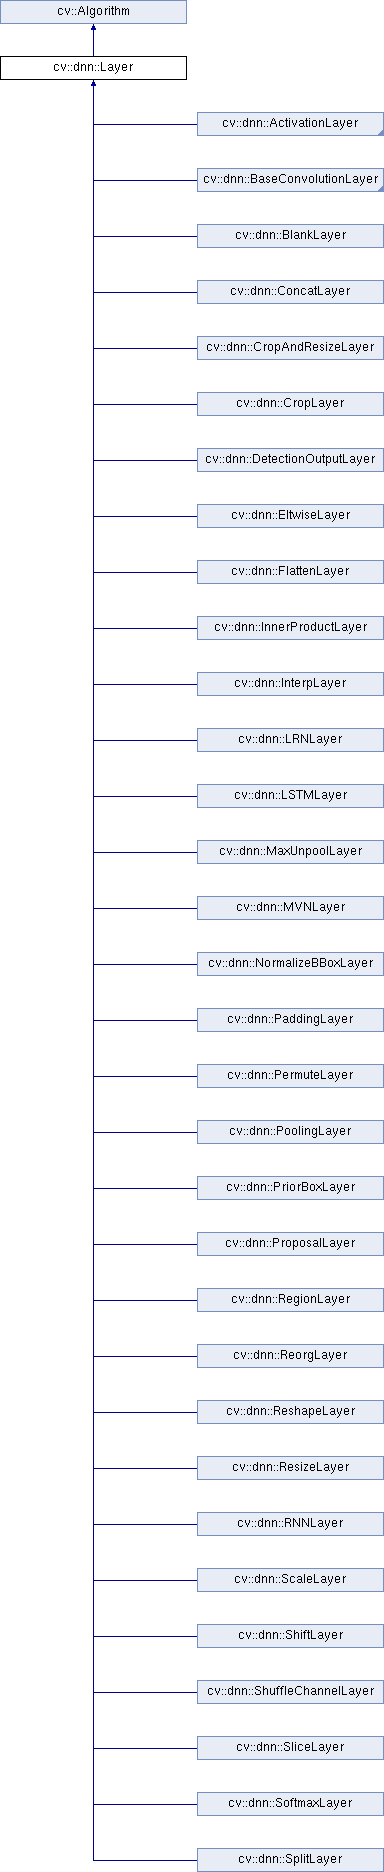 cv::Algorithm
cv::dnn::Layer
cv::dnn::ActivationLayer
cv::dnn::BaseConvolutionLayer
cv::dnn::BlankLayer
cv::dnn::ConcatLayer
cv::dnn::CropAndResizeLayer
cv::dnn::CropLayer
cv::dnn::DetectionOutputLayer
cv::dnn::EltwiseLayer
cv::dnn::FlattenLayer
cv::dnn::InnerProductLayer
cv::dnn::InterpLayer
cv::dnn::LRNLayer
cv::dnn::LSTMLayer
cv::dnn::MaxUnpoolLayer
cv::dnn::MVNLayer
cv::dnn::NormalizeBBoxLayer
cv::dnn::PaddingLayer
cv::dnn::PermuteLayer
cv::dnn::PoolingLayer
cv::dnn::PriorBoxLayer
cv::dnn::ProposalLayer
cv::dnn::RegionLayer
cv::dnn::ReorgLayer
cv::dnn::ReshapeLayer
cv::dnn::ResizeLayer
cv::dnn::RNNLayer
cv::dnn::ScaleLayer
cv::dnn::ShiftLayer
cv::dnn::ShuffleChannelLayer
cv::dnn::SliceLayer
cv::dnn::SoftmaxLayer
cv::dnn::SplitLayer